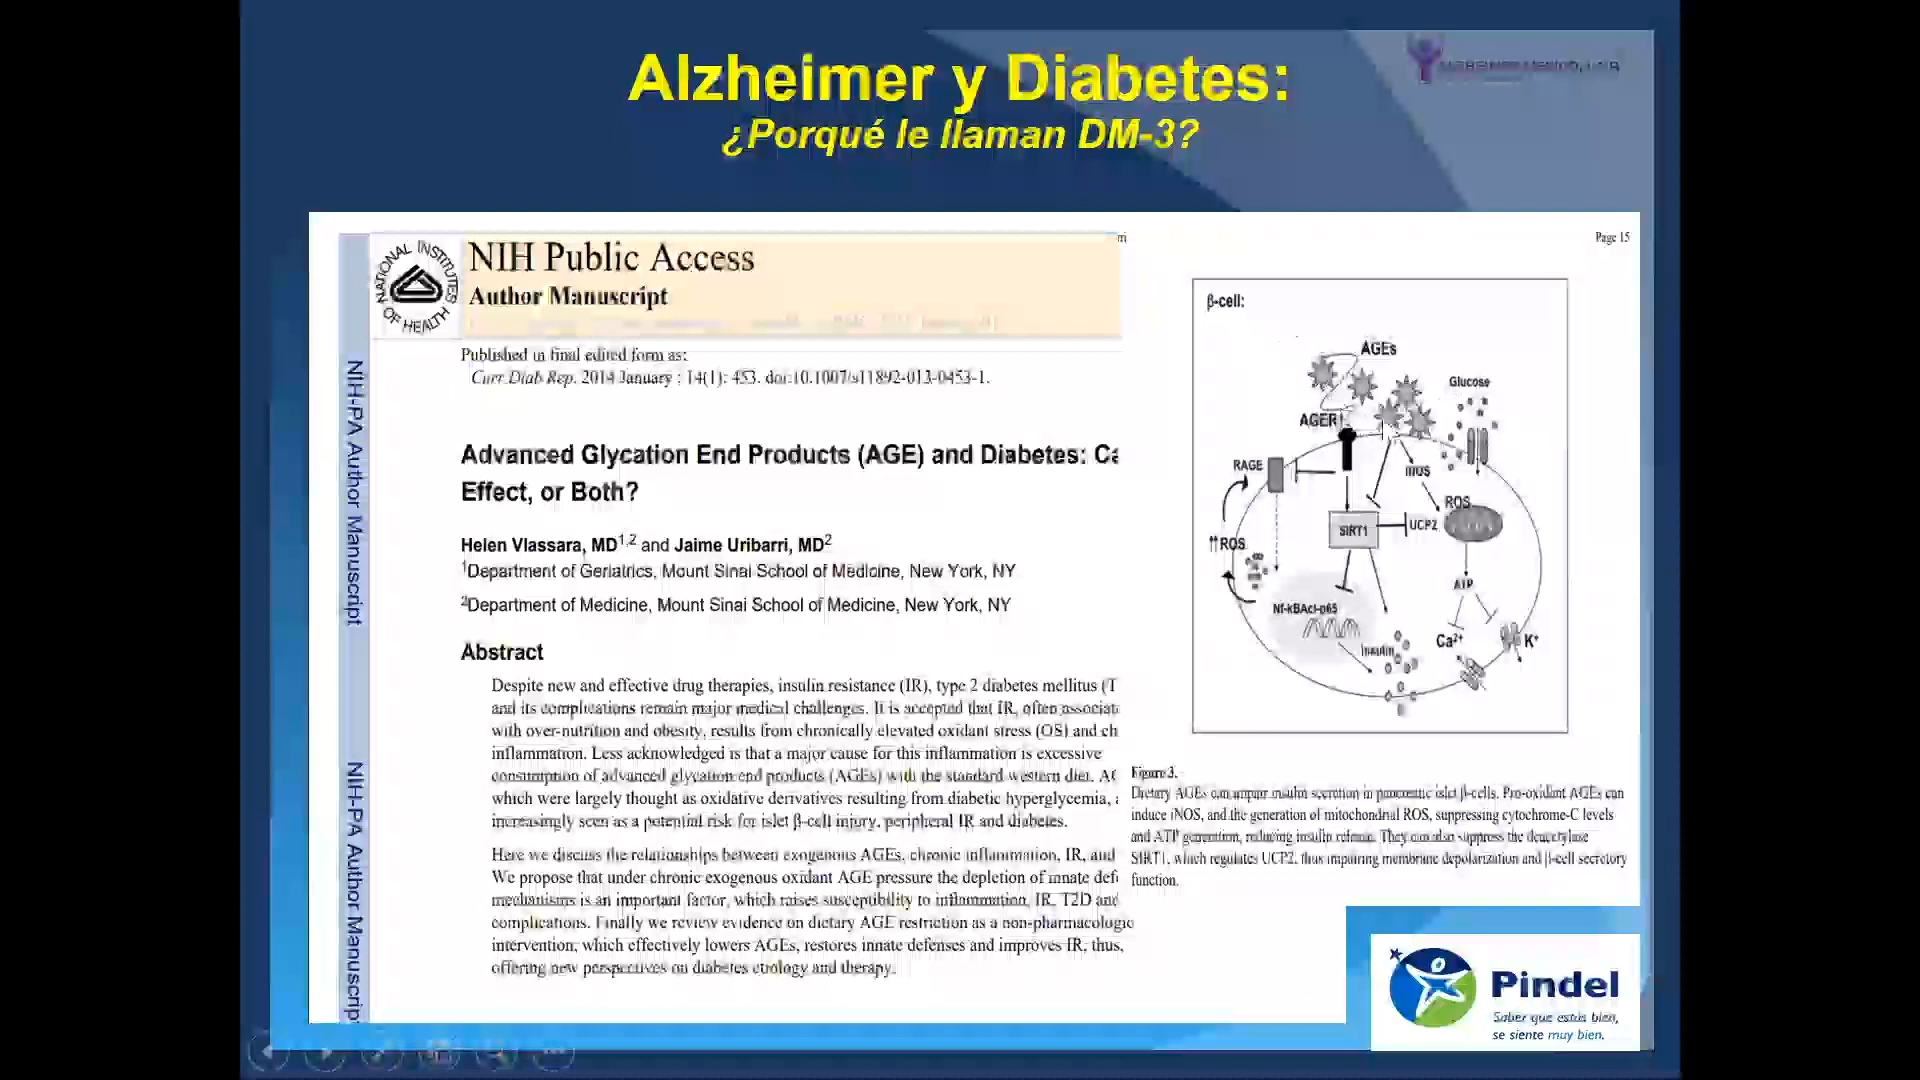 Alzheimer y Diabetes:
¿Porqué le llaman DM-3?
NATIONAL INSTITUTES OF HEALTH
NIH Public Access
Author Manuscript
Published in final edited form as:
Curr Diab Rep. 2014 January ; 14(1): 453. doi:10.1007/s11892-013-0453-1.
Advanced Glycation End Products (AGE) and Diabetes: Ca
Effect, or Both?
Helen Vlassara, MD1,2 and Jaime Uribarri, MD2
1Department of Geriatrics, Mount Sinai School of Medicine, New York, NY
2Department of Medicine, Mount Sinai School of Medicine, New York, NY
Abstract
Despite new and effective drug therapies, insulin resistance (IR), type 2 diabetes mellitus (T
and its complications remain major medical challenges. It is accepted that IR, often associat
with over-nutrition and obesity, results from chronically elevated oxidant stress (OS) and ch
inflammation. Less acknowledged is that a major cause for this inflammation is excessive
consumption of advanced glycation end products (AGEs) with the standard western diet. AG
which were largely thought as oxidative derivatives resulting from diabetic hyperglycemia, a
increasingly seen as a potential risk for islet β-cell injury, peripheral IR and diabetes.
Here we discuss the relationships between exogenous AGEs, chronic inflammation, IR, and
We propose that under chronic exogenous oxidant AGE pressure the depletion of innate defe
mechanisms is an important factor, which raises susceptibility to inflammation, IR, T2D and
complications. Finally we review evidence on dietary AGE restriction as a non-pharmacologic
intervention, which effectively lowers AGEs, restores innate defenses and improves IR, thus,
offering new perspectives on diabetes etiology and therapy.
NIH-PA Author Manuscript
NIH-PA Author Manuscript
Page 15
β-cell:
AGEs
Glucose
AGER1
RAGE
iNOS
ROS
SIRT1
UCP2
⇈ROS
ATP
Nf-kBAcl-p65
Insulin
Ca2+
K+
Figure 3.
Dietary AGEs can impair insulin secretion in pancreatic islet β-cells. Pro-oxidant AGEs can
induce iNOS, and the generation of mitochondrial ROS, suppressing cytochrome-C levels
and ATP generation, reducing insulin release. They can also suppress the deacetylase
SIRT1, which regulates UCP2, thus impairing membrane depolarization and β-cell secretory
function.
Pindel
Saber que estás bien,
se siente muy bien.